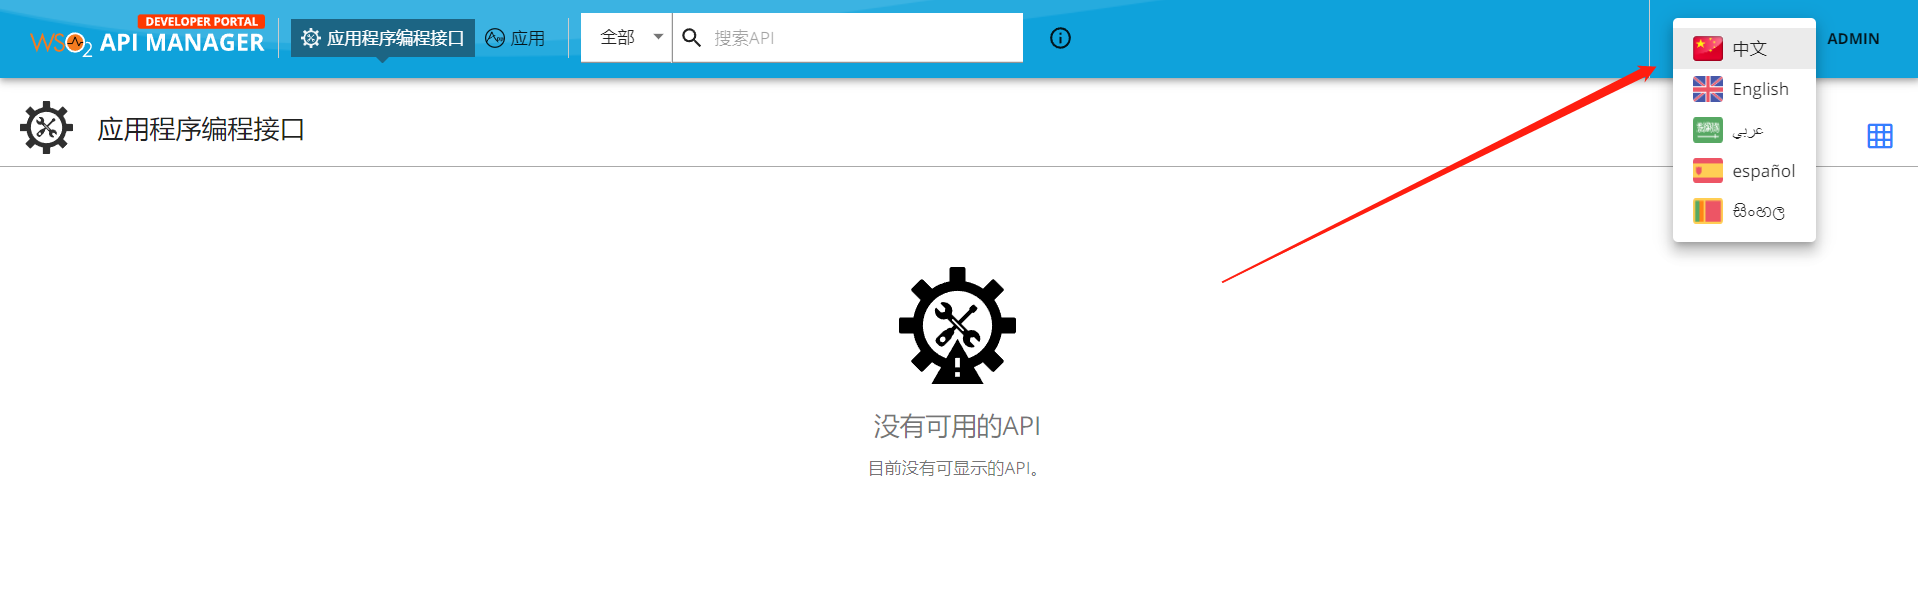 DEVELOPER PORTAL
WSO2 API MANAGER
应用程序编程接口
应用
全部
搜索API
ADMIN
中文
English
عربي
español
සිංහල
应用程序编程接口
没有可用的API
目前没有可显示的API。